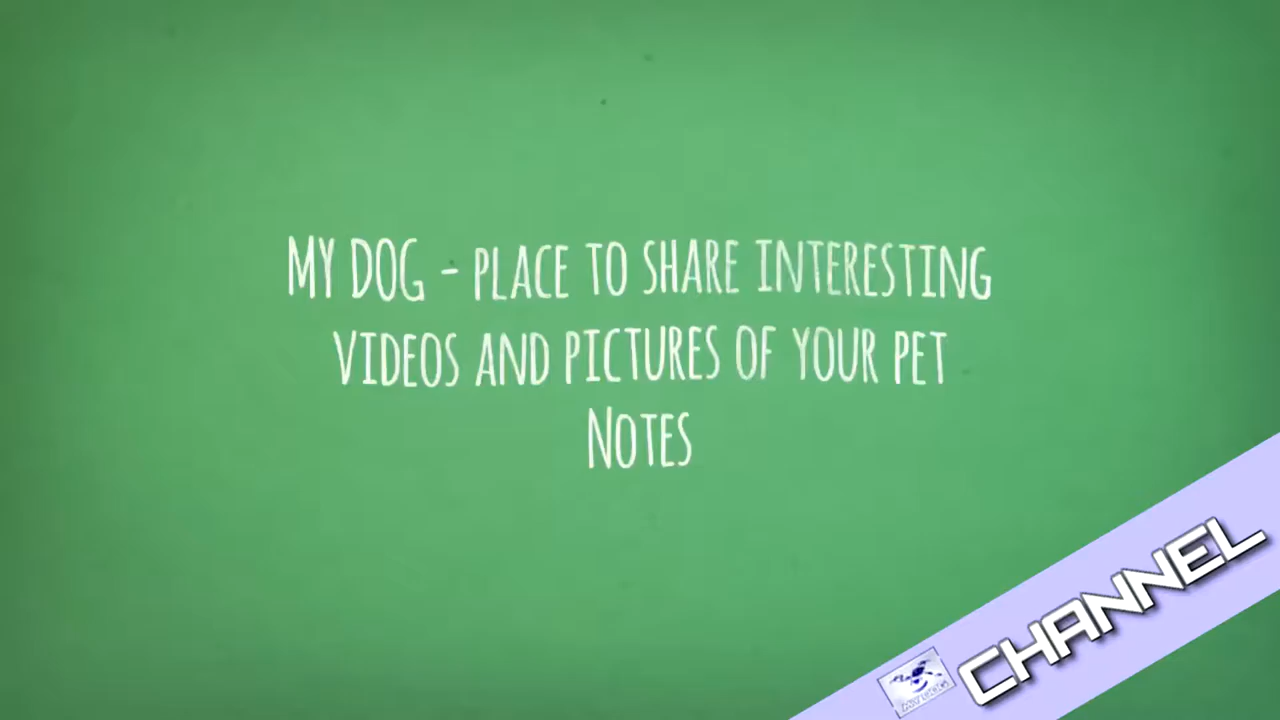 MY DOG - PLACE TO SHARE INTERESTING
VIDEOS AND PICTURES OF YOUR PET
NOTES
CHANNEL